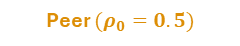 Peer (ρ₀ = 0.5)